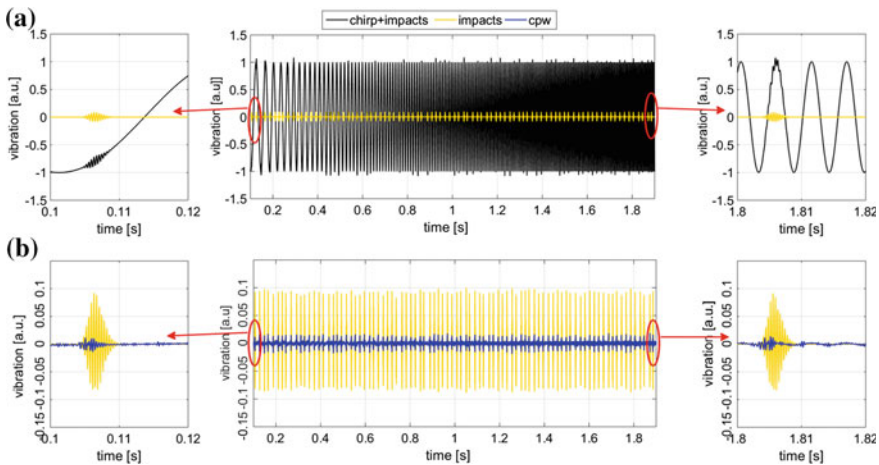 (a)
chirp+impacts impacts cpw
vibration [a.u.]
1.5
1
0.5
0
-0.5
-1
-1.5
0.1 0.11 0.12
time [s]
vibration [a.u]]
1.5
1
0.5
0
-0.5
-1
-1.5
0.2 0.4 0.6 0.8 1 1.2 1.4 1.6 1.8
time [s]
vibration [a.u.]
1.5
1
0.5
0
-0.5
-1
-1.5
1.8 1.81 1.82
time [s]
(b)
vibration [a.u.]
0.1
0.05
0
-0.05
-0.1
-0.15
0.1 0.11 0.12
time [s]
vibration [a.u]
0.1
0.05
0
-0.05
-0.1
-0.15
0.2 0.4 0.6 0.8 1 1.2 1.4 1.6 1.8
time [s]
vibration [a.u.]
0.1
0.05
0
-0.05
-0.1
-0.15
1.8 1.81 1.82
time [s]